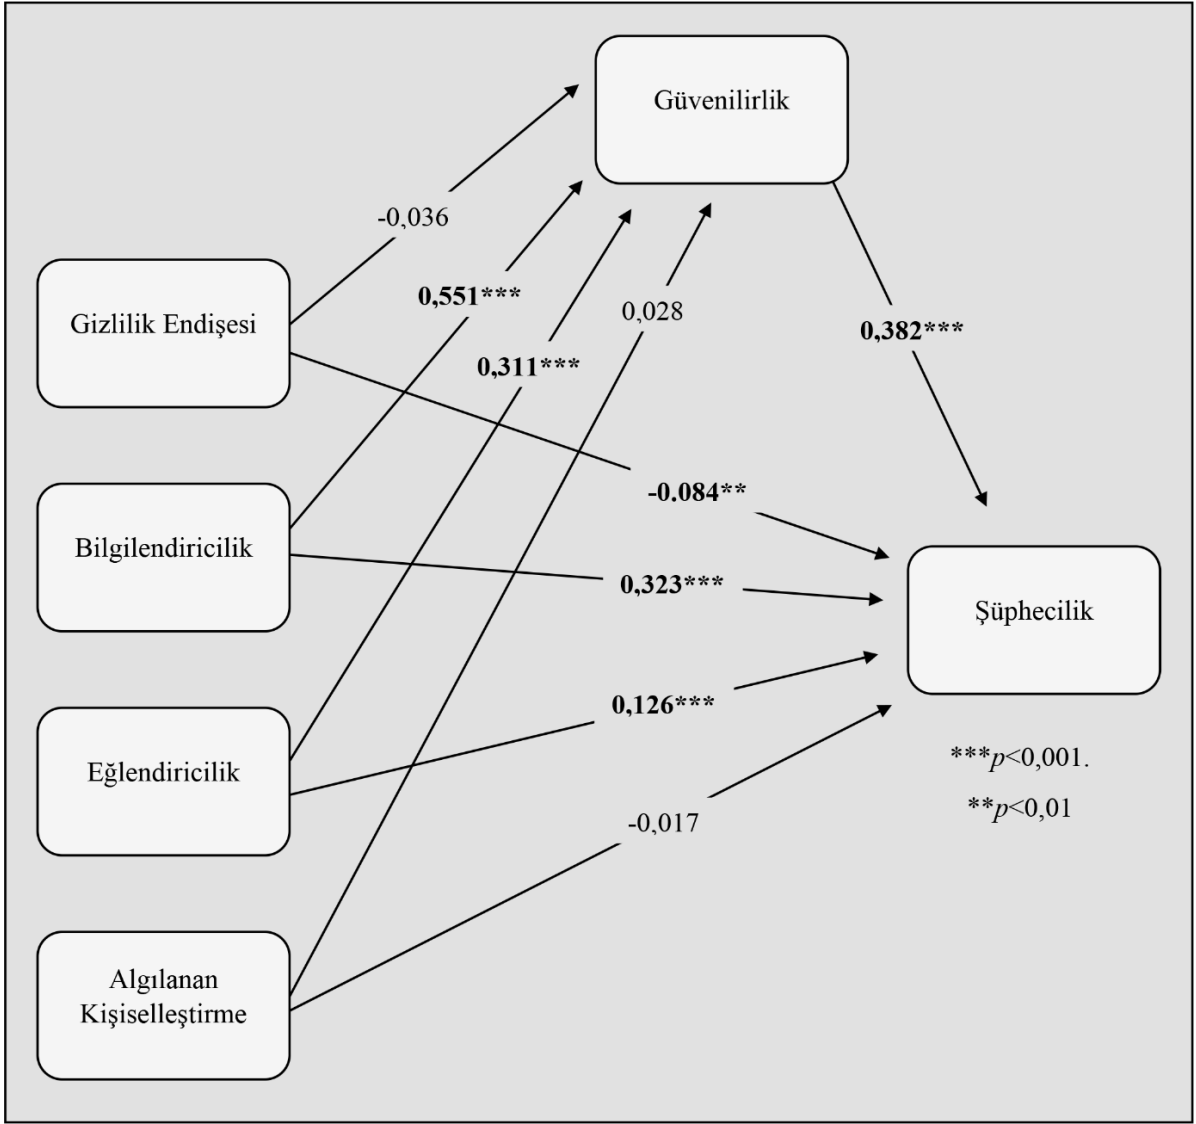 Güvenilirlik
-0,036
Gizlilik Endişesi
0,551***
0,028
0,382***
0,311***
-0.084**
Bilgilendiricilik
0,323***
Şüphecilik
0,126***
Eğlendiricilik
***p<0,001.
**p<0,01
-0,017
Algılanan
Kişiselleştirme